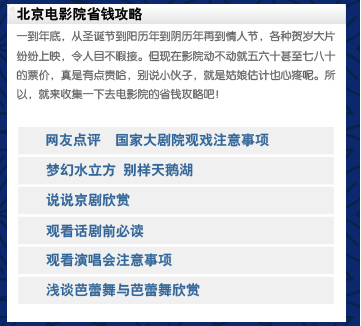 北京电影院省钱攻略
一到年底，从圣诞节到阳历年到阴历年再到情人节，各种贺岁大片
纷纷上映，令人目不暇接。但现在影院动不动就五六十甚至七八十
的票价，真是有点贵哈，别说小伙子，就是姑娘估计也心疼呢。所
以，就来收集一下去电影院的省钱攻略吧！
网友点评 国家大剧院观戏注意事项
梦幻水立方 别样天鹅湖
说说京剧欣赏
观看话剧前必读
观看演唱会注意事项
浅谈芭蕾舞与芭蕾舞欣赏